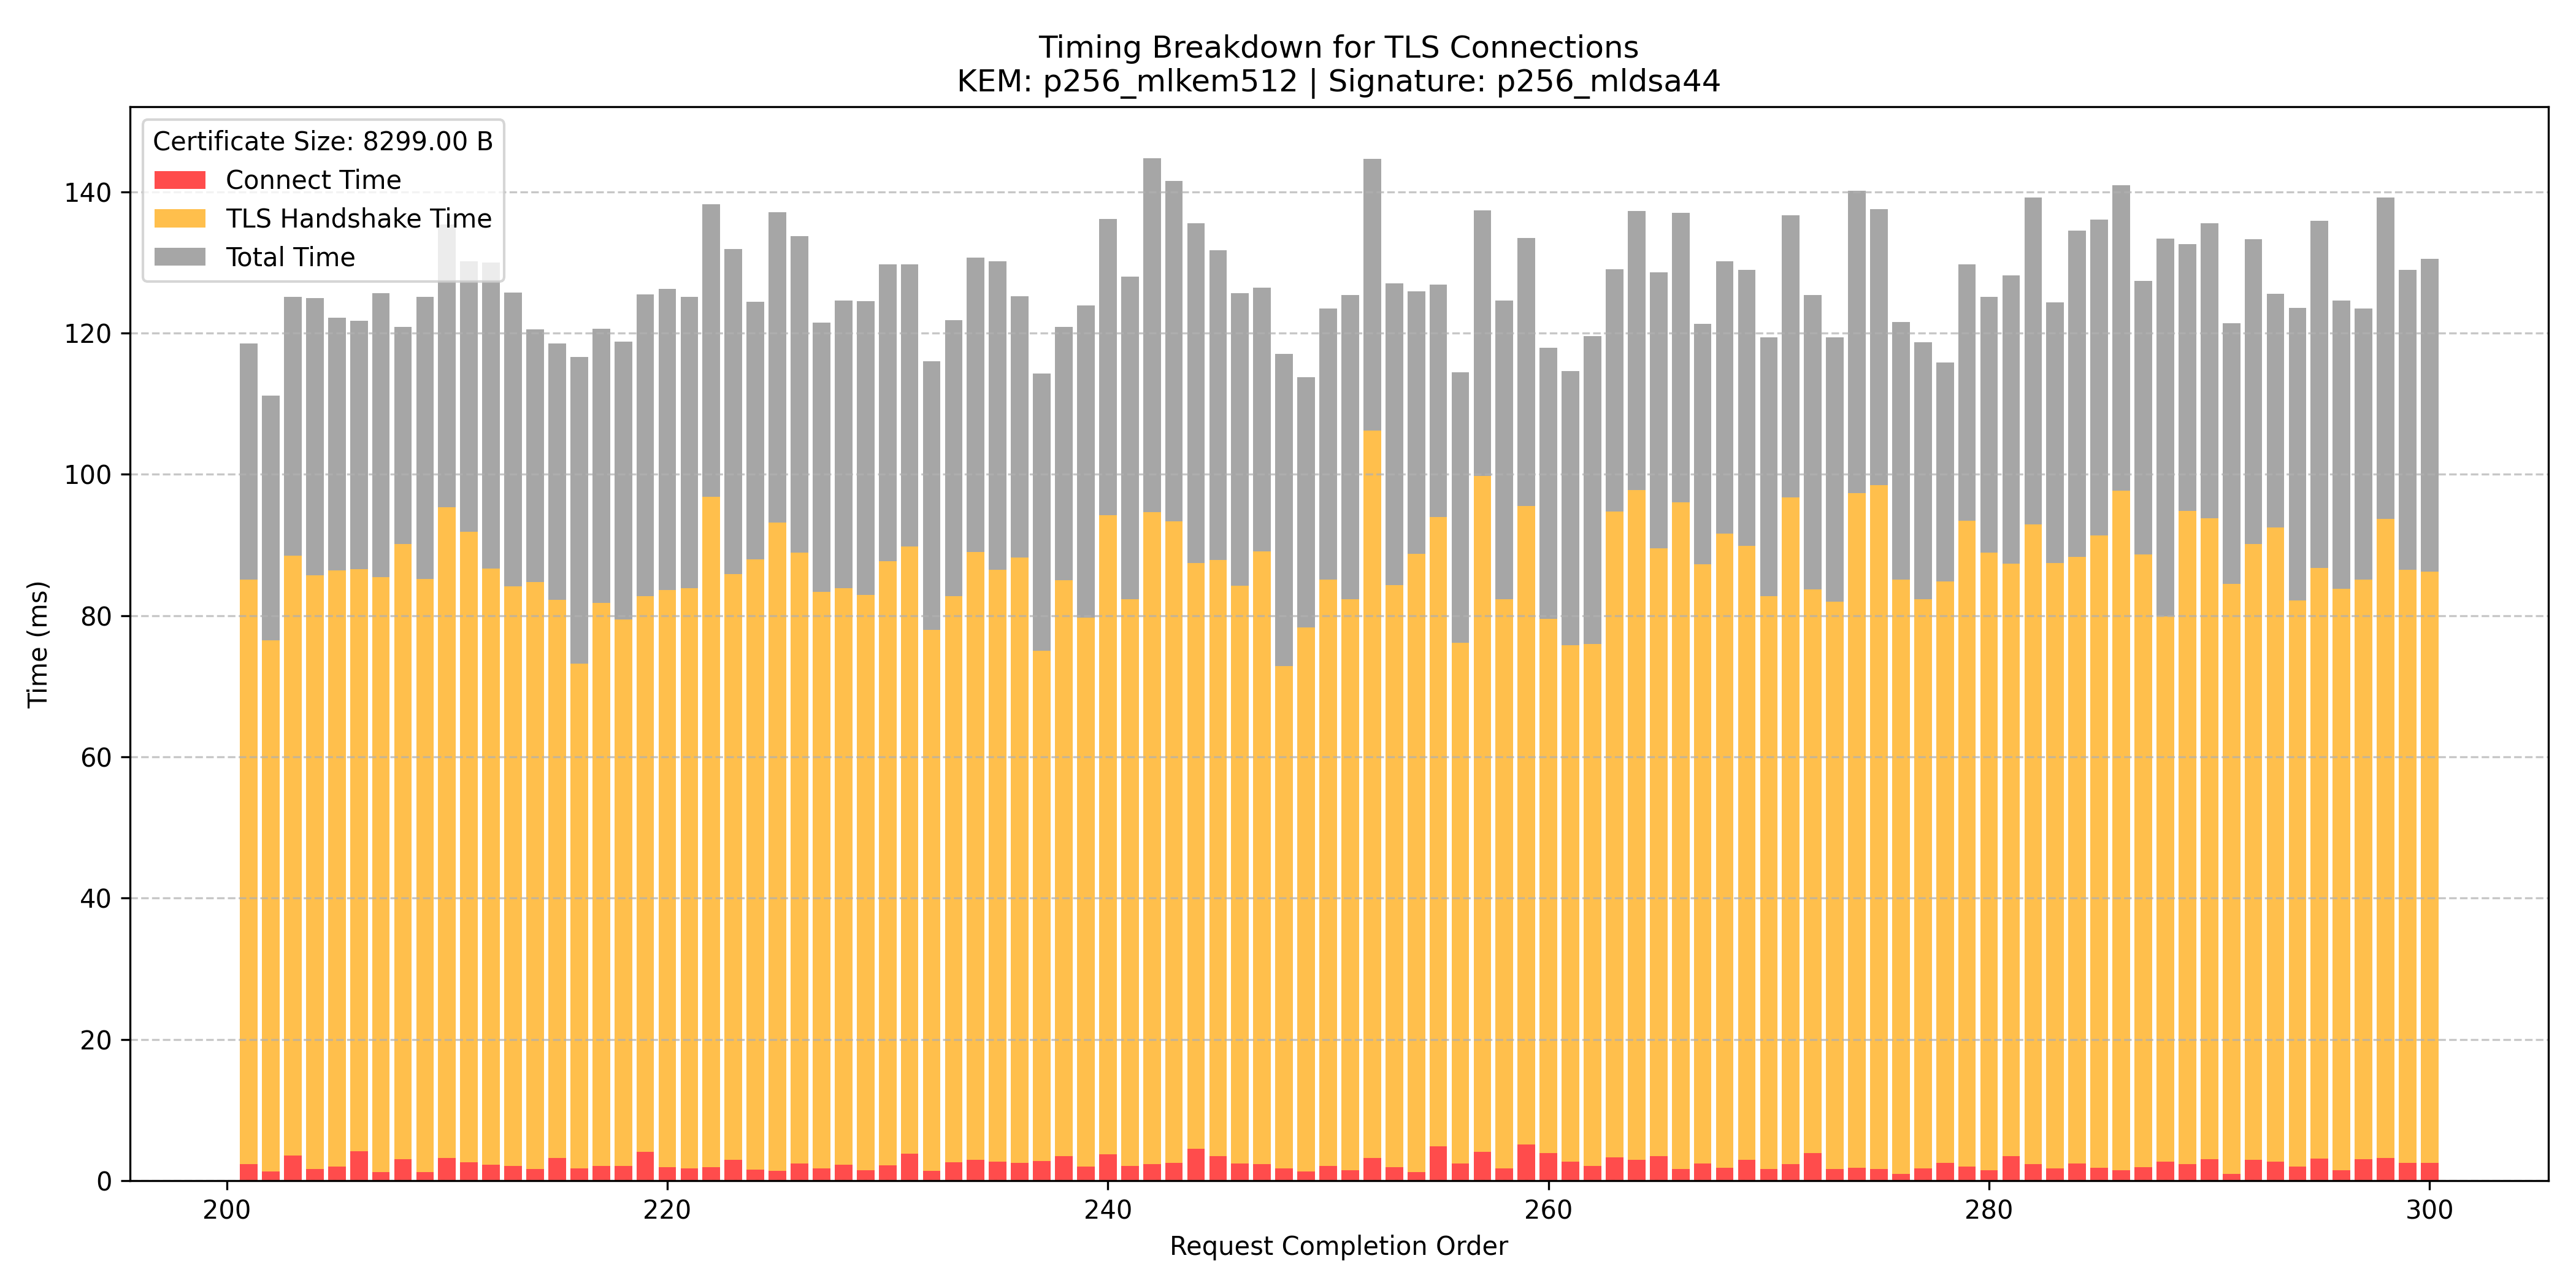 Timing Breakdown for TLS Connections
KEM: p256_mlkem512 | Signature: p256_mldsa44
Certificate Size: 8299.00 B
Connect Time
TLS Handshake Time
Total Time
Time (ms)
140
120
100
80
60
40
20
0
200 220 240 260 280 300
Request Completion Order